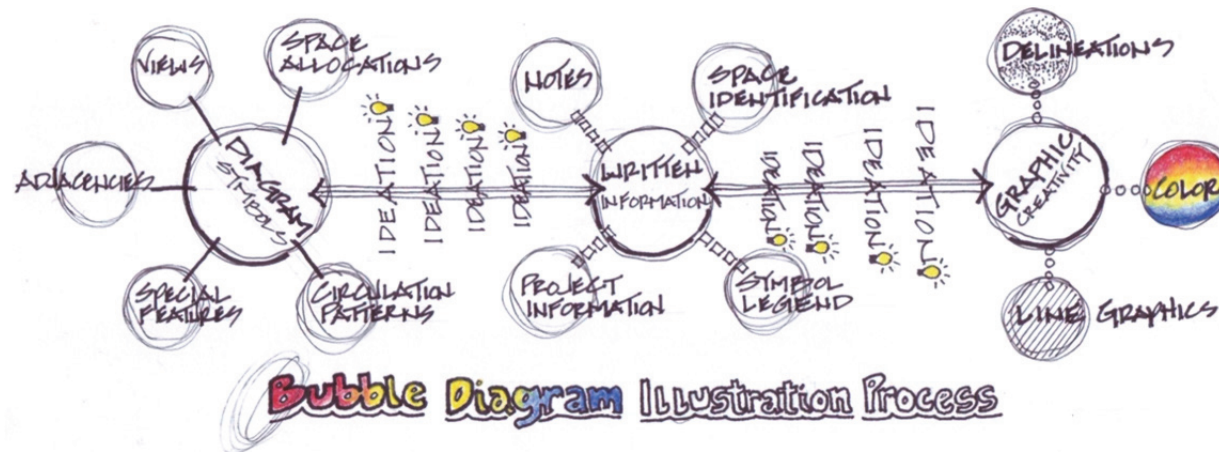 VIEWS
SPACE
ALLOCATIONS
ADJACENCIES
DIAGRAM
SYMBOLS
SPECIAL
FEATURES
CIRCULATION
PATTERNS
IDEATION
IDEATION
IDEATION
IDEATION
NOTES
SPACE
IDENTIFICATION
WRITTEN
INFORMATION
PROJECT
INFORMATION
SYMBOL
LEGEND
IDEATION
IDEATION
IDEATION
IDEATION
DELINEATIONS
GRAPHIC
CREATIVITY
COLOR
LINE GRAPHICS
Bubble Diagram Illustraition Process